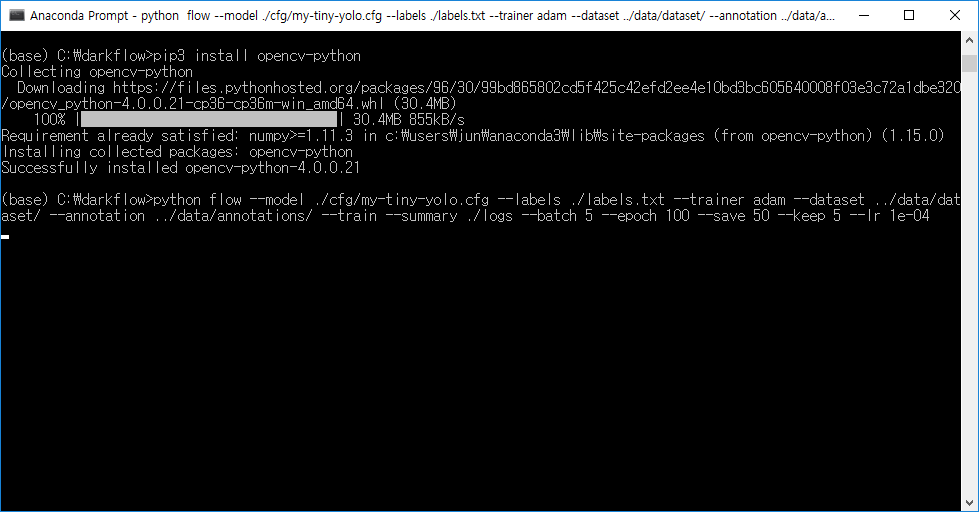 Anaconda Prompt - python  flow --model ./cfg/my-tiny-yolo.cfg --labels ./labels.txt --trainer adam --dataset ../data/dataset/ --annotation ../data/a...
(base) C:₩darkflow>pip3 install opencv-python
Collecting opencv-python
  Downloading https://files.pythonhosted.org/packages/96/30/99bd865802cd5f425c42efd2ee4e10bd3bc605640008f03e3c72a1dbe320
/opencv_python-4.0.0.21-cp36-cp36m-win_amd64.whl (30.4MB)
    100% |████████████████████████████████| 30.4MB 855kB/s
Requirement already satisfied: numpy>=1.11.3 in c:₩users₩jun₩anaconda3₩lib₩site-packages (from opencv-python) (1.15.0)
Installing collected packages: opencv-python
Successfully installed opencv-python-4.0.0.21
(base) C:₩darkflow>python flow --model ./cfg/my-tiny-yolo.cfg --labels ./labels.txt --trainer adam --dataset ../data/dat
aset/ --annotation ../data/annotations/ --train --summary ./logs --batch 5 --epoch 100 --save 50 --keep 5 --lr 1e-04